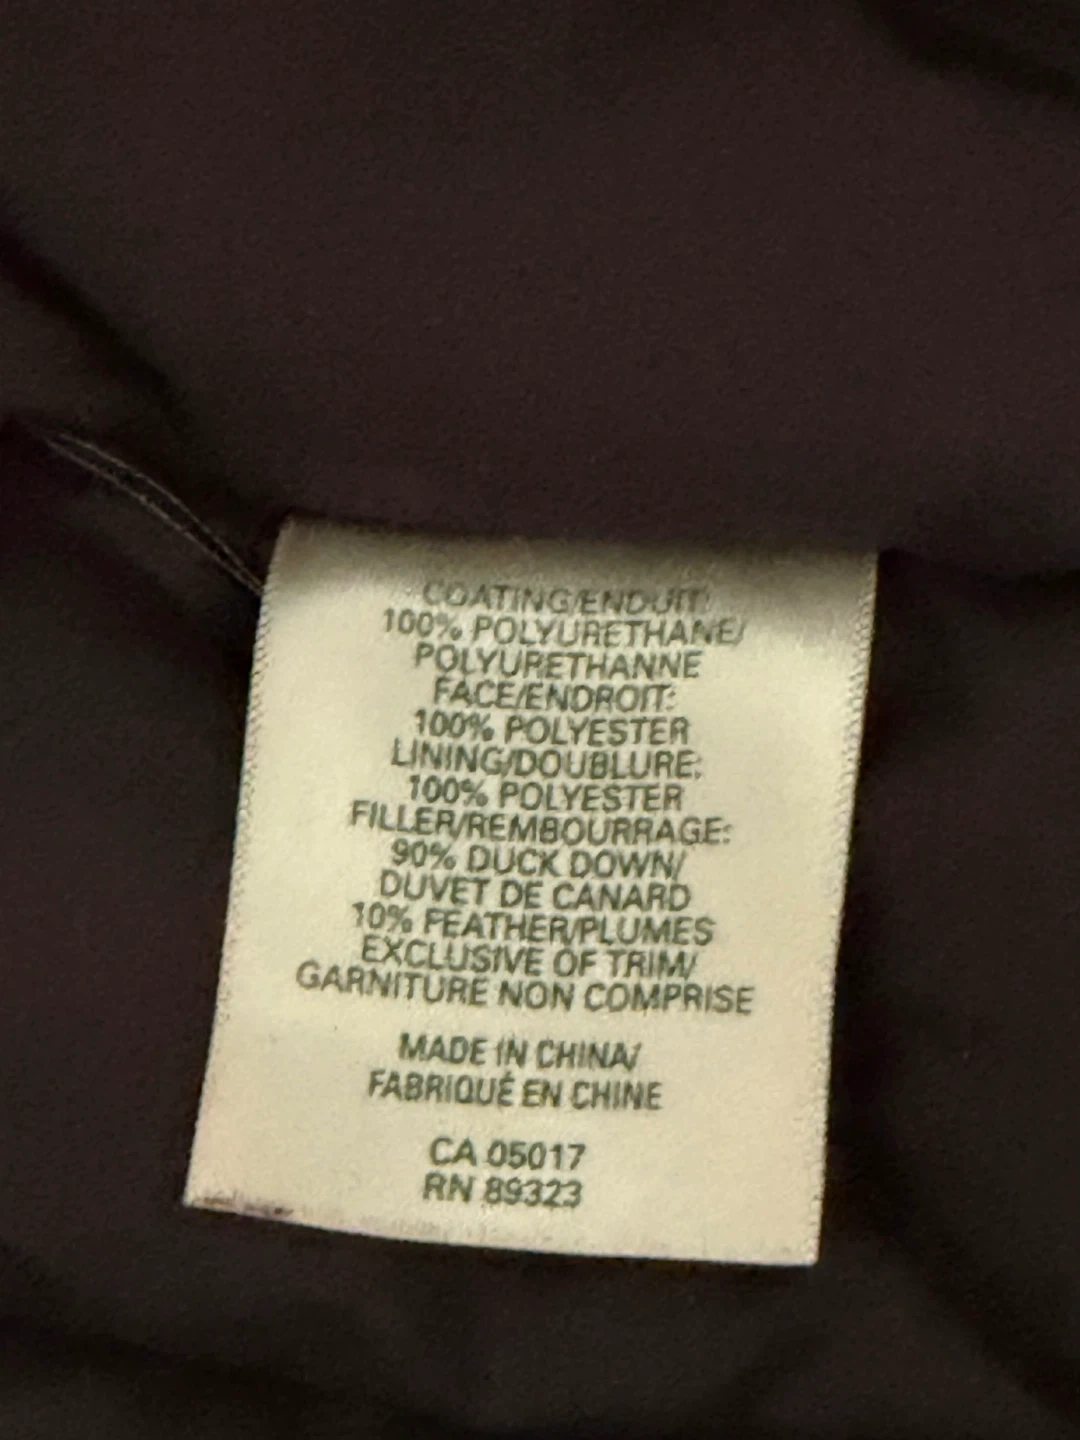 COATING/ENDUIT:
100% POLYURETHANE/
POLYURETHANNE
FACE/ENDROIT:
100% POLYESTER
LINING/DOUBLURE:
100% POLYESTER
FILLER/REMBOURRAGE:
90% DUCK DOWN/
DUVET DE CANARD
10% FEATHER/PLUMES
EXCLUSIVE OF TRIM/
GARNITURE NON COMPRISE
MADE IN CHINA/
FABRIQUÉ EN CHINE
CA 05017
RN 89323